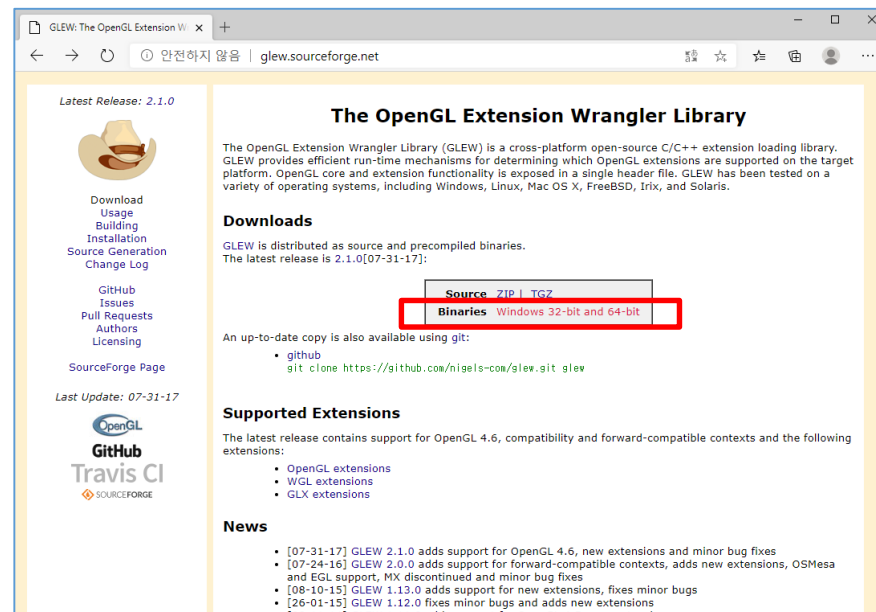 GLEW: The OpenGL Extension W
안전하지 않음 | glew.sourceforge.net
Latest Release: 2.1.0
Download
Usage
Building
Installation
Source Generation
Change Log
GitHub
Issues
Pull Requests
Authors
Licensing
SourceForge Page
Last Update: 07-31-17
OpenGL
GitHub
Travis CI
SOURCEFORGE
The OpenGL Extension Wrangler Library
The OpenGL Extension Wrangler Library (GLEW) is a cross-platform open-source C/C++ extension loading library.
GLEW provides efficient run-time mechanisms for determining which OpenGL extensions are supported on the target
platform. OpenGL core and extension functionality is exposed in a single header file. GLEW has been tested on a
variety of operating systems, including Windows, Linux, Mac OS X, FreeBSD, Irix, and Solaris.
Downloads
GLEW is distributed as source and precompiled binaries.
The latest release is 2.1.0[07-31-17]:
Source ZIP | TGZ
Binaries Windows 32-bit and 64-bit
An up-to-date copy is also available using git:
• github
git clone https://github.com/nigels-com/glew.git glew
Supported Extensions
The latest release contains support for OpenGL 4.6, compatibility and forward-compatible contexts and the following
extensions:
• OpenGL extensions
• WGL extensions
• GLX extensions
News
• [07-31-17] GLEW 2.1.0 adds support for OpenGL 4.6, new extensions and minor bug fixes
• [07-24-16] GLEW 2.0.0 adds support for forward-compatible contexts, adds new extensions, OSMesa
and EGL support, MX discontinued and minor bug fixes
• [08-10-15] GLEW 1.13.0 adds support for new extensions, fixes minor bugs
• [26-01-15] GLEW 1.12.0 fixes minor bugs and adds new extensions